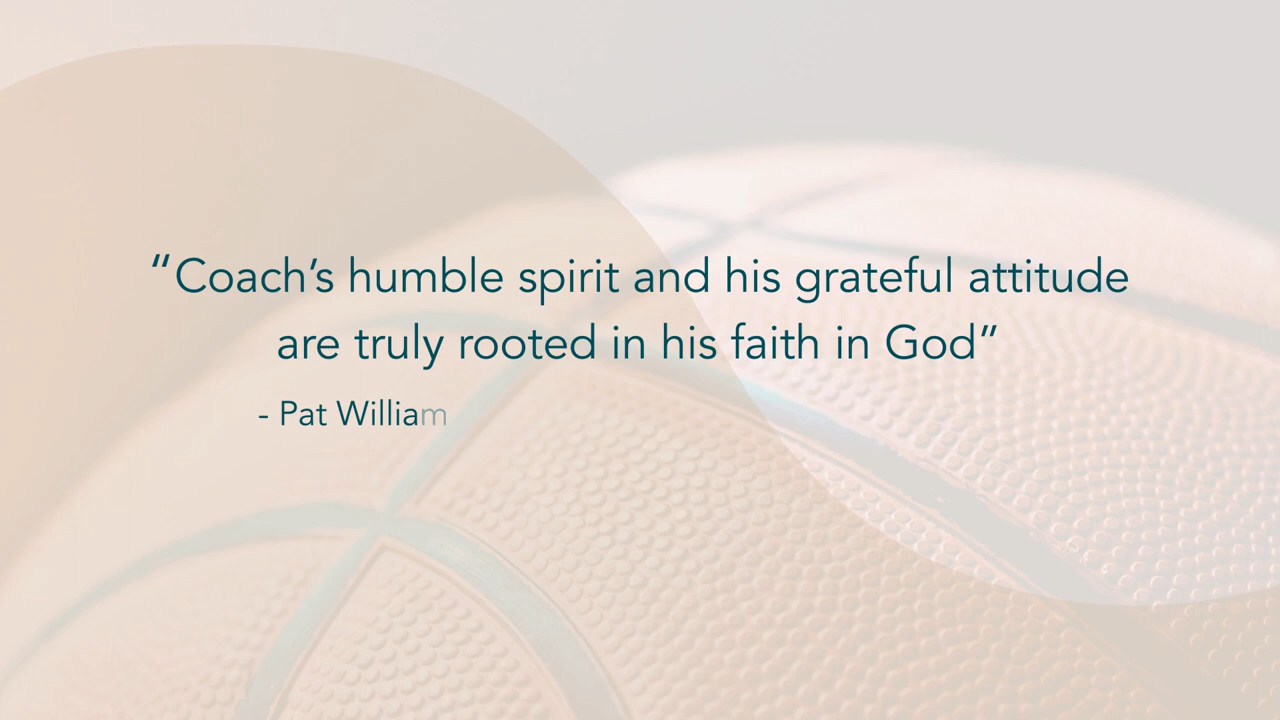 “Coach’s humble spirit and his grateful attitude
are truly rooted in his faith in God”
- Pat William